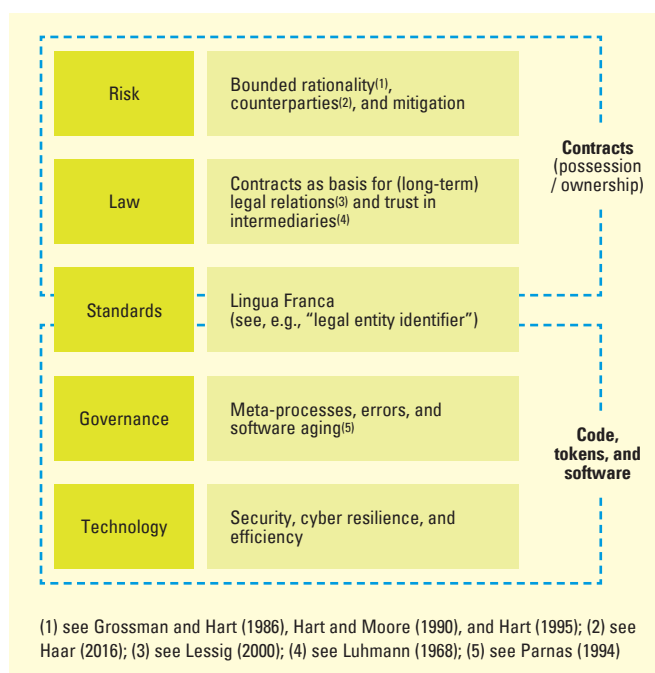 Risk
Bounded rationality(1),
counterparties(2), and mitigation
Contracts
(possession
/ ownership)
Law
Contracts as basis for (long-term)
legal relations(3) and trust in
intermediaries(4)
Standards
Lingua Franca
(see, e.g., “legal entity identifier”)
Governance
Meta-processes, errors, and
software aging(5)
Code,
tokens, and
software
Technology
Security, cyber resilience, and
efficiency
(1) see Grossman and Hart (1986), Hart and Moore (1990), and Hart (1995); (2) see
Haar (2016); (3) see Lessig (2000); (4) see Luhmann (1968); (5) see Parnas (1994)